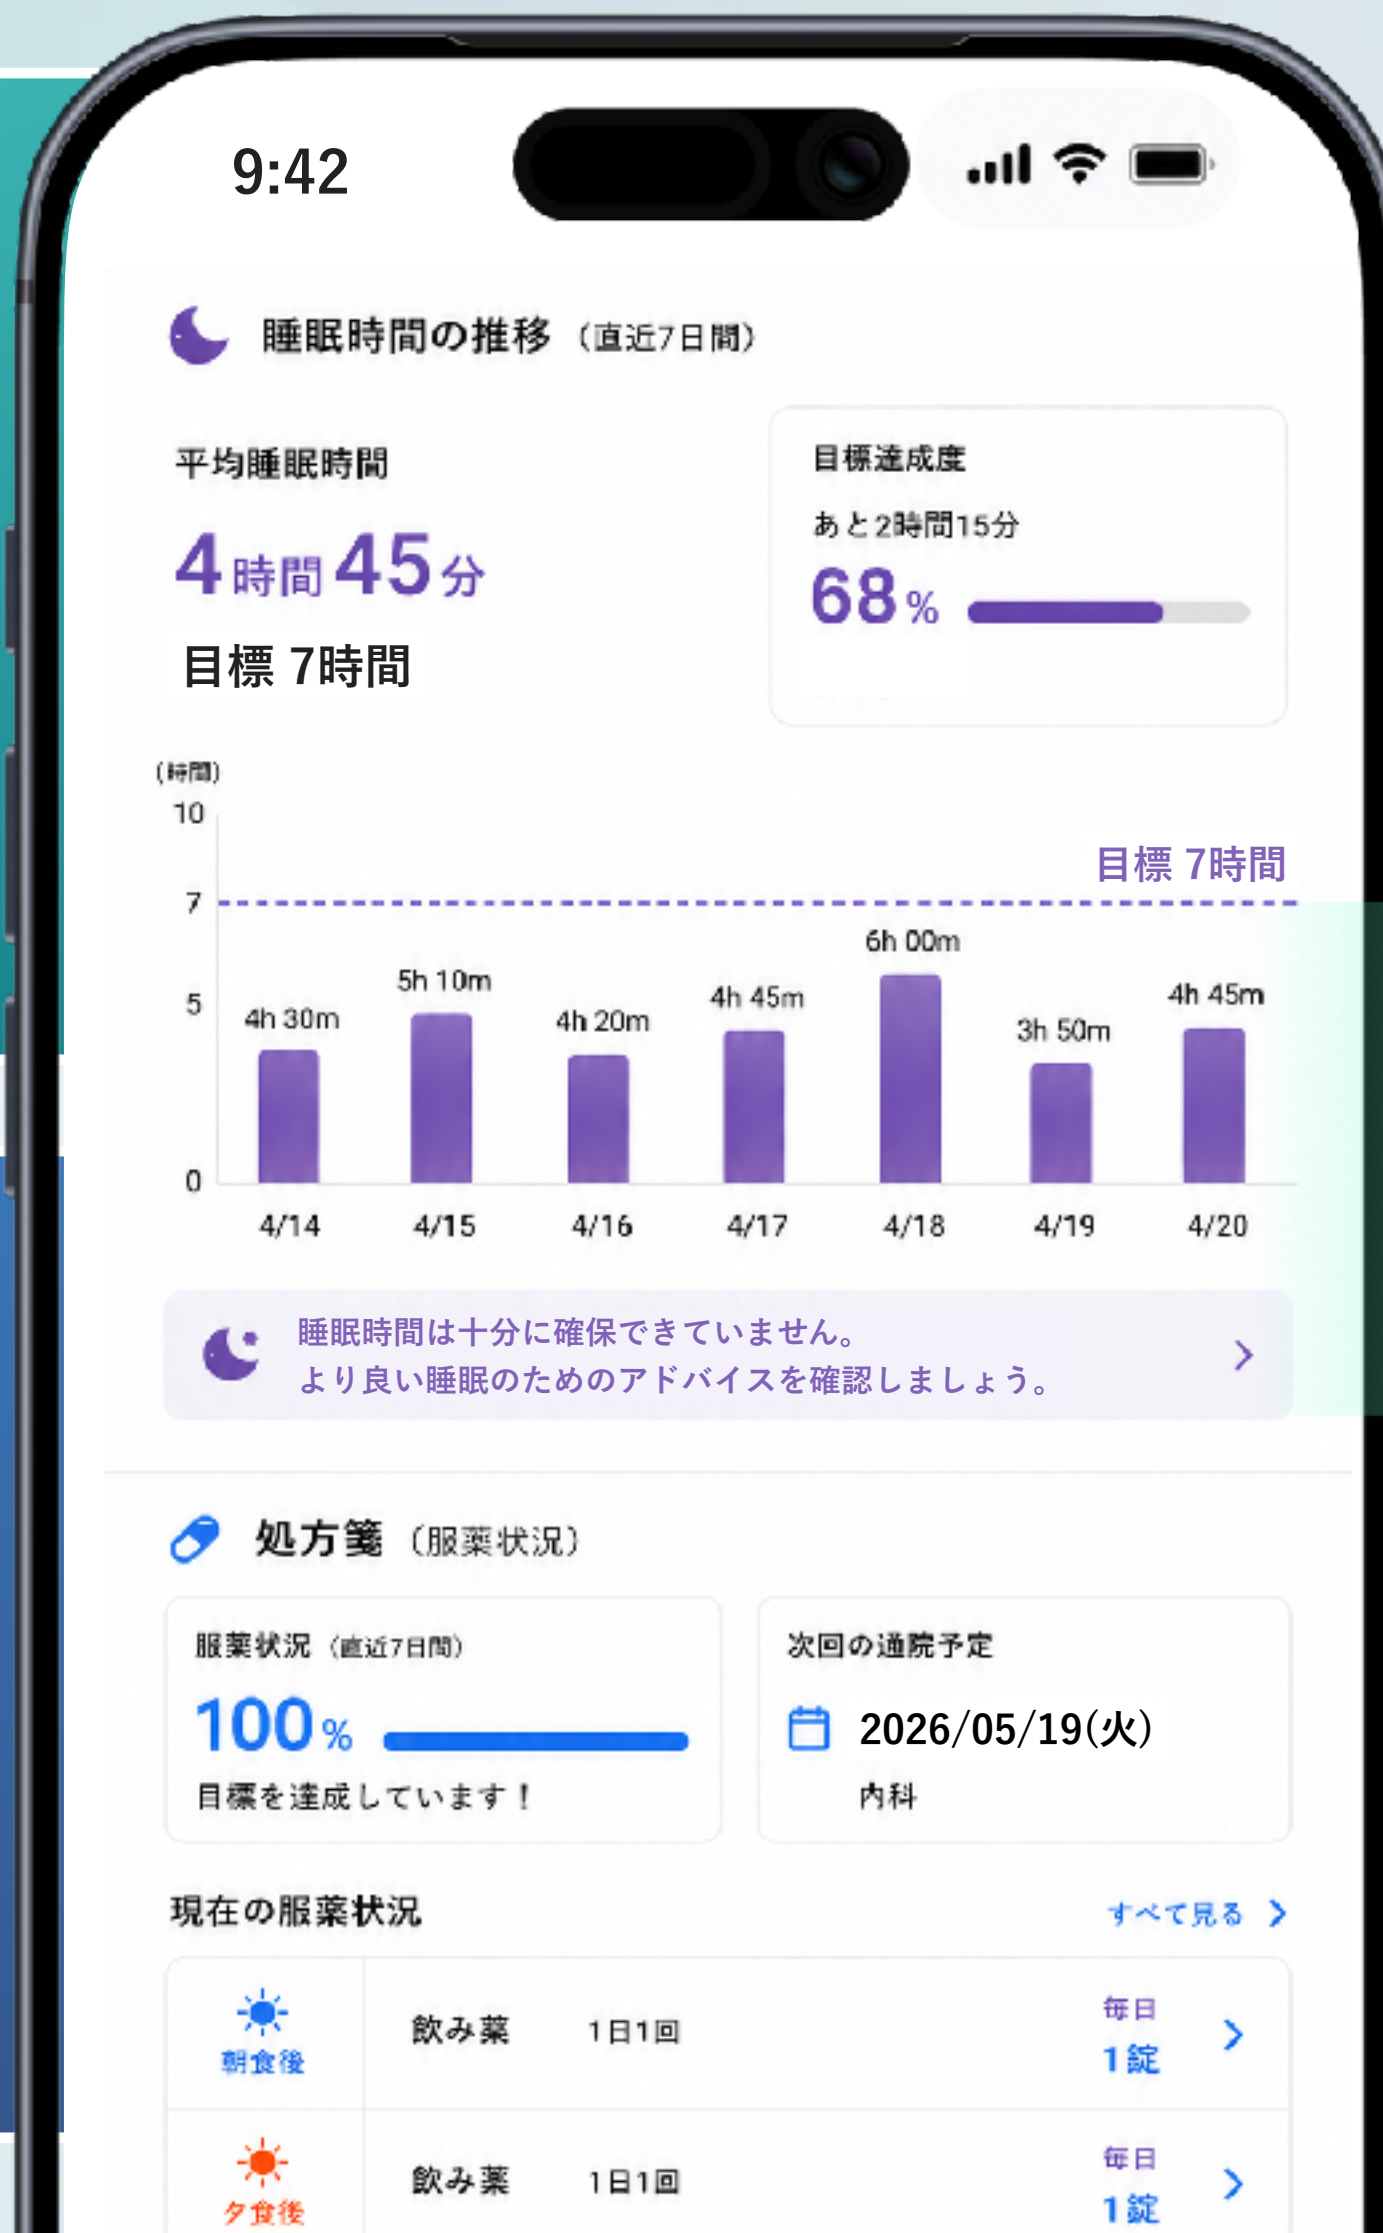 9:42
睡眠時間の推移（直近7日間）
平均睡眠時間
4時間45分
目標 7時間
目標達成度
あと2時間15分
68%
(時間)
10
7
5
0
目標 7時間
4h 30m
5h 10m
4h 20m
4h 45m
6h 00m
3h 50m
4h 45m
4/14
4/15
4/16
4/17
4/18
4/19
4/20
睡眠時間は十分に確保できていません。
より良い睡眠のためのアドバイスを確認しましょう。
処方箋（服薬状況）
服薬状況（直近7日間）
100%
目標を達成しています！
次回の通院予定
2026/05/19(火)
内科
現在の服薬状況
すべて見る
朝食後
飲み薬 1日1回
毎日
1錠
夕食後
飲み薬 1日1回
毎日
1錠